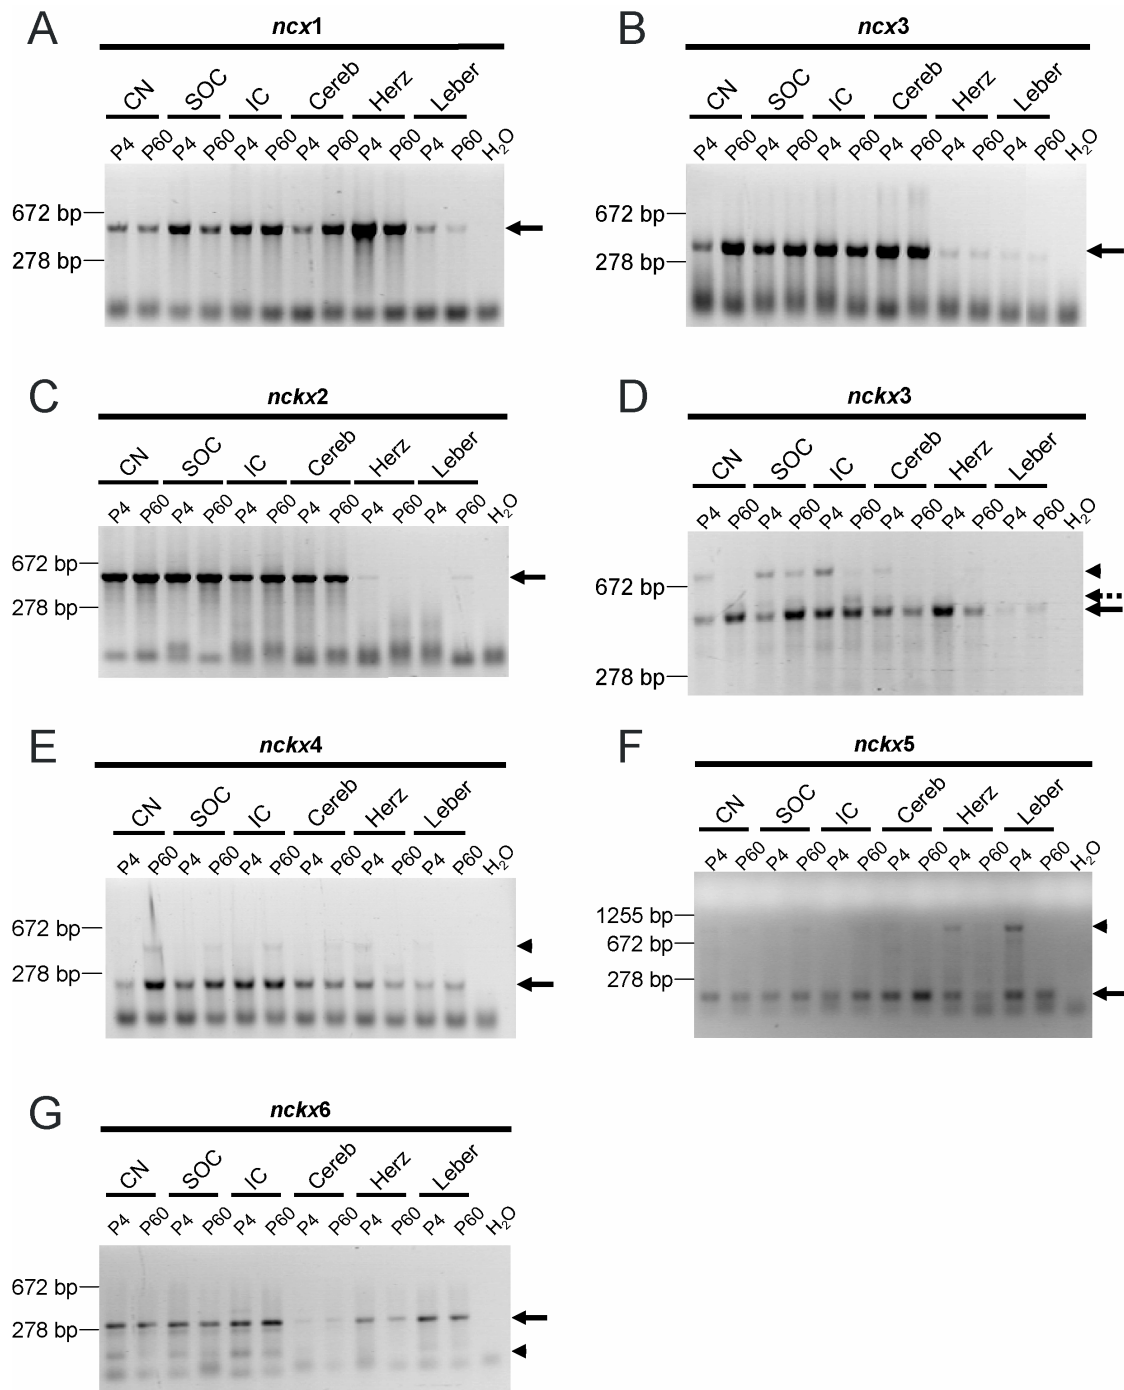 A
ncx1
CN SOC IC Cereb Herz Leber
P4 P60 P4 P60 P4 P60 P4 P60 P4 P60 P4 P60 H₂O
672 bp
278 bp
B
ncx3
CN SOC IC Cereb Herz Leber
P4 P60 P4 P60 P4 P60 P4 P60 P4 P60 P4 P60 H₂O
672 bp
278 bp
C
nckx2
CN SOC IC Cereb Herz Leber
P4 P60 P4 P60 P4 P60 P4 P60 P4 P60 P4 P60 H₂O
672 bp
278 bp
D
nckx3
CN SOC IC Cereb Herz Leber
P4 P60 P4 P60 P4 P60 P4 P60 P4 P60 P4 P60 H₂O
672 bp
278 bp
E
nckx4
CN SOC IC Cereb Herz Leber
P4 P60 P4 P60 P4 P60 P4 P60 P4 P60 P4 P60 H₂O
672 bp
278 bp
F
nckx5
CN SOC IC Cereb Herz Leber
P4 P60 P4 P60 P4 P60 P4 P60 P4 P60 P4 P60 H₂O
1255 bp
672 bp
278 bp
G
nckx6
CN SOC IC Cereb Herz Leber
P4 P60 P4 P60 P4 P60 P4 P60 P4 P60 P4 P60 H₂O
672 bp
278 bp